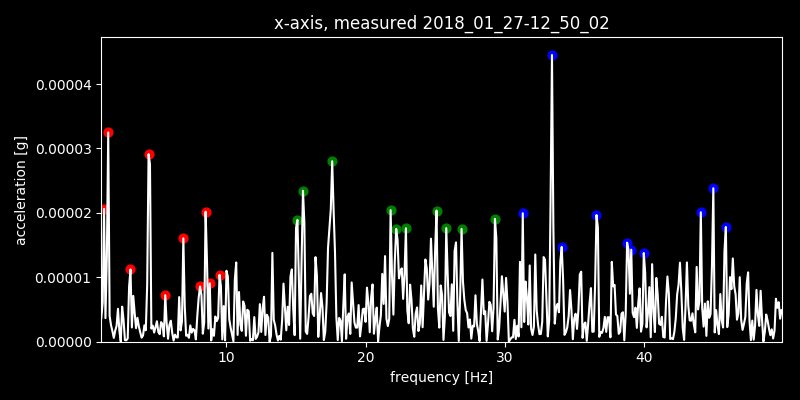 x-axis, measured 2018_01_27-12_50_02
acceleration [g]
0.00004
0.00003
0.00002
0.00001
0.00000
10 20 30 40
frequency [Hz]